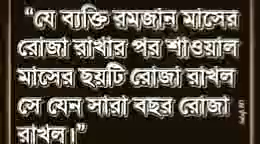 “যে ব্যক্তি রমজান মাসের
রোজা রাখার পর শাওয়াল
মাসের ছয়টি রোজা রাখল
সে যেন সারা বছর রোজা
রাখল।”